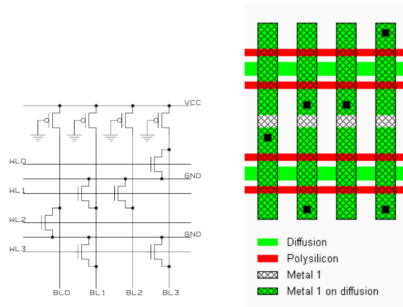 VCC
WL0
GND
WL1
WL2
GND
WL3
BL0 BL1 BL2 BL3
Diffusion
Polysilicon
Metal 1
Metal 1 on diffusion